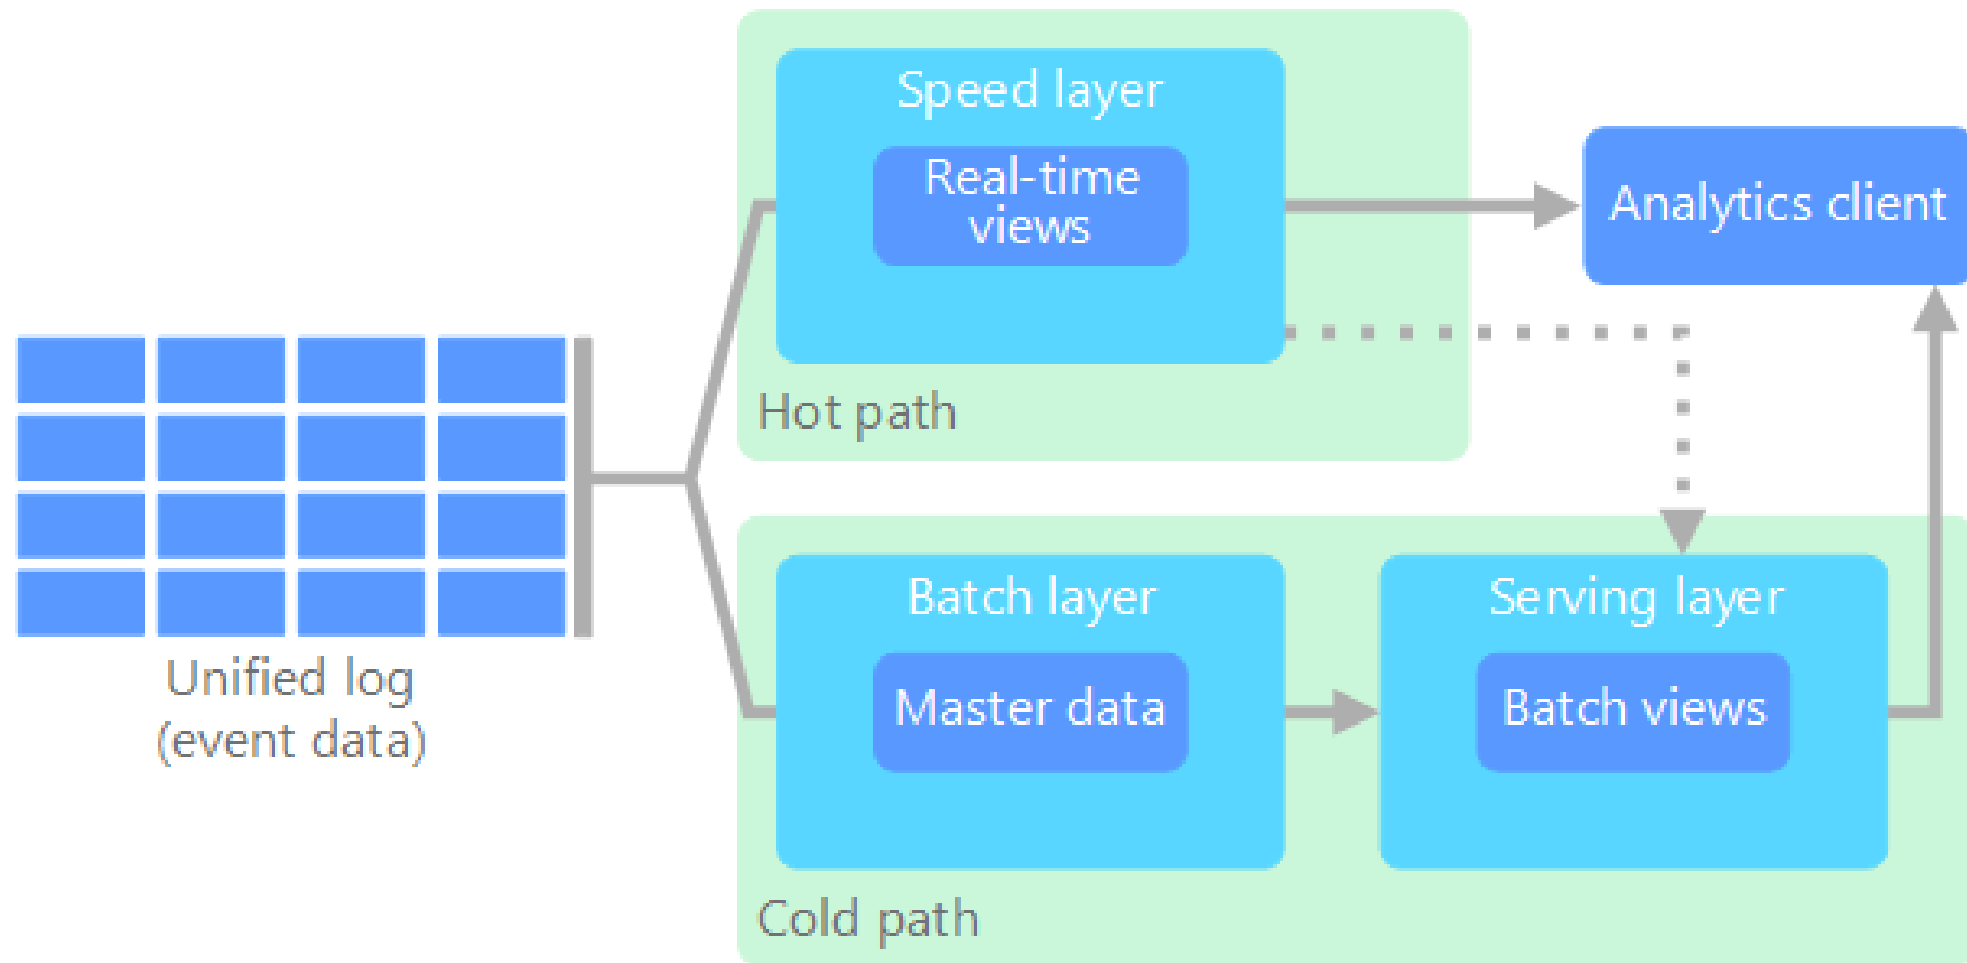 Speed layer
Real-time
views
Analytics client
Hot path
Unified log
(event data)
Batch layer
Master data
Serving layer
Batch views
Cold path